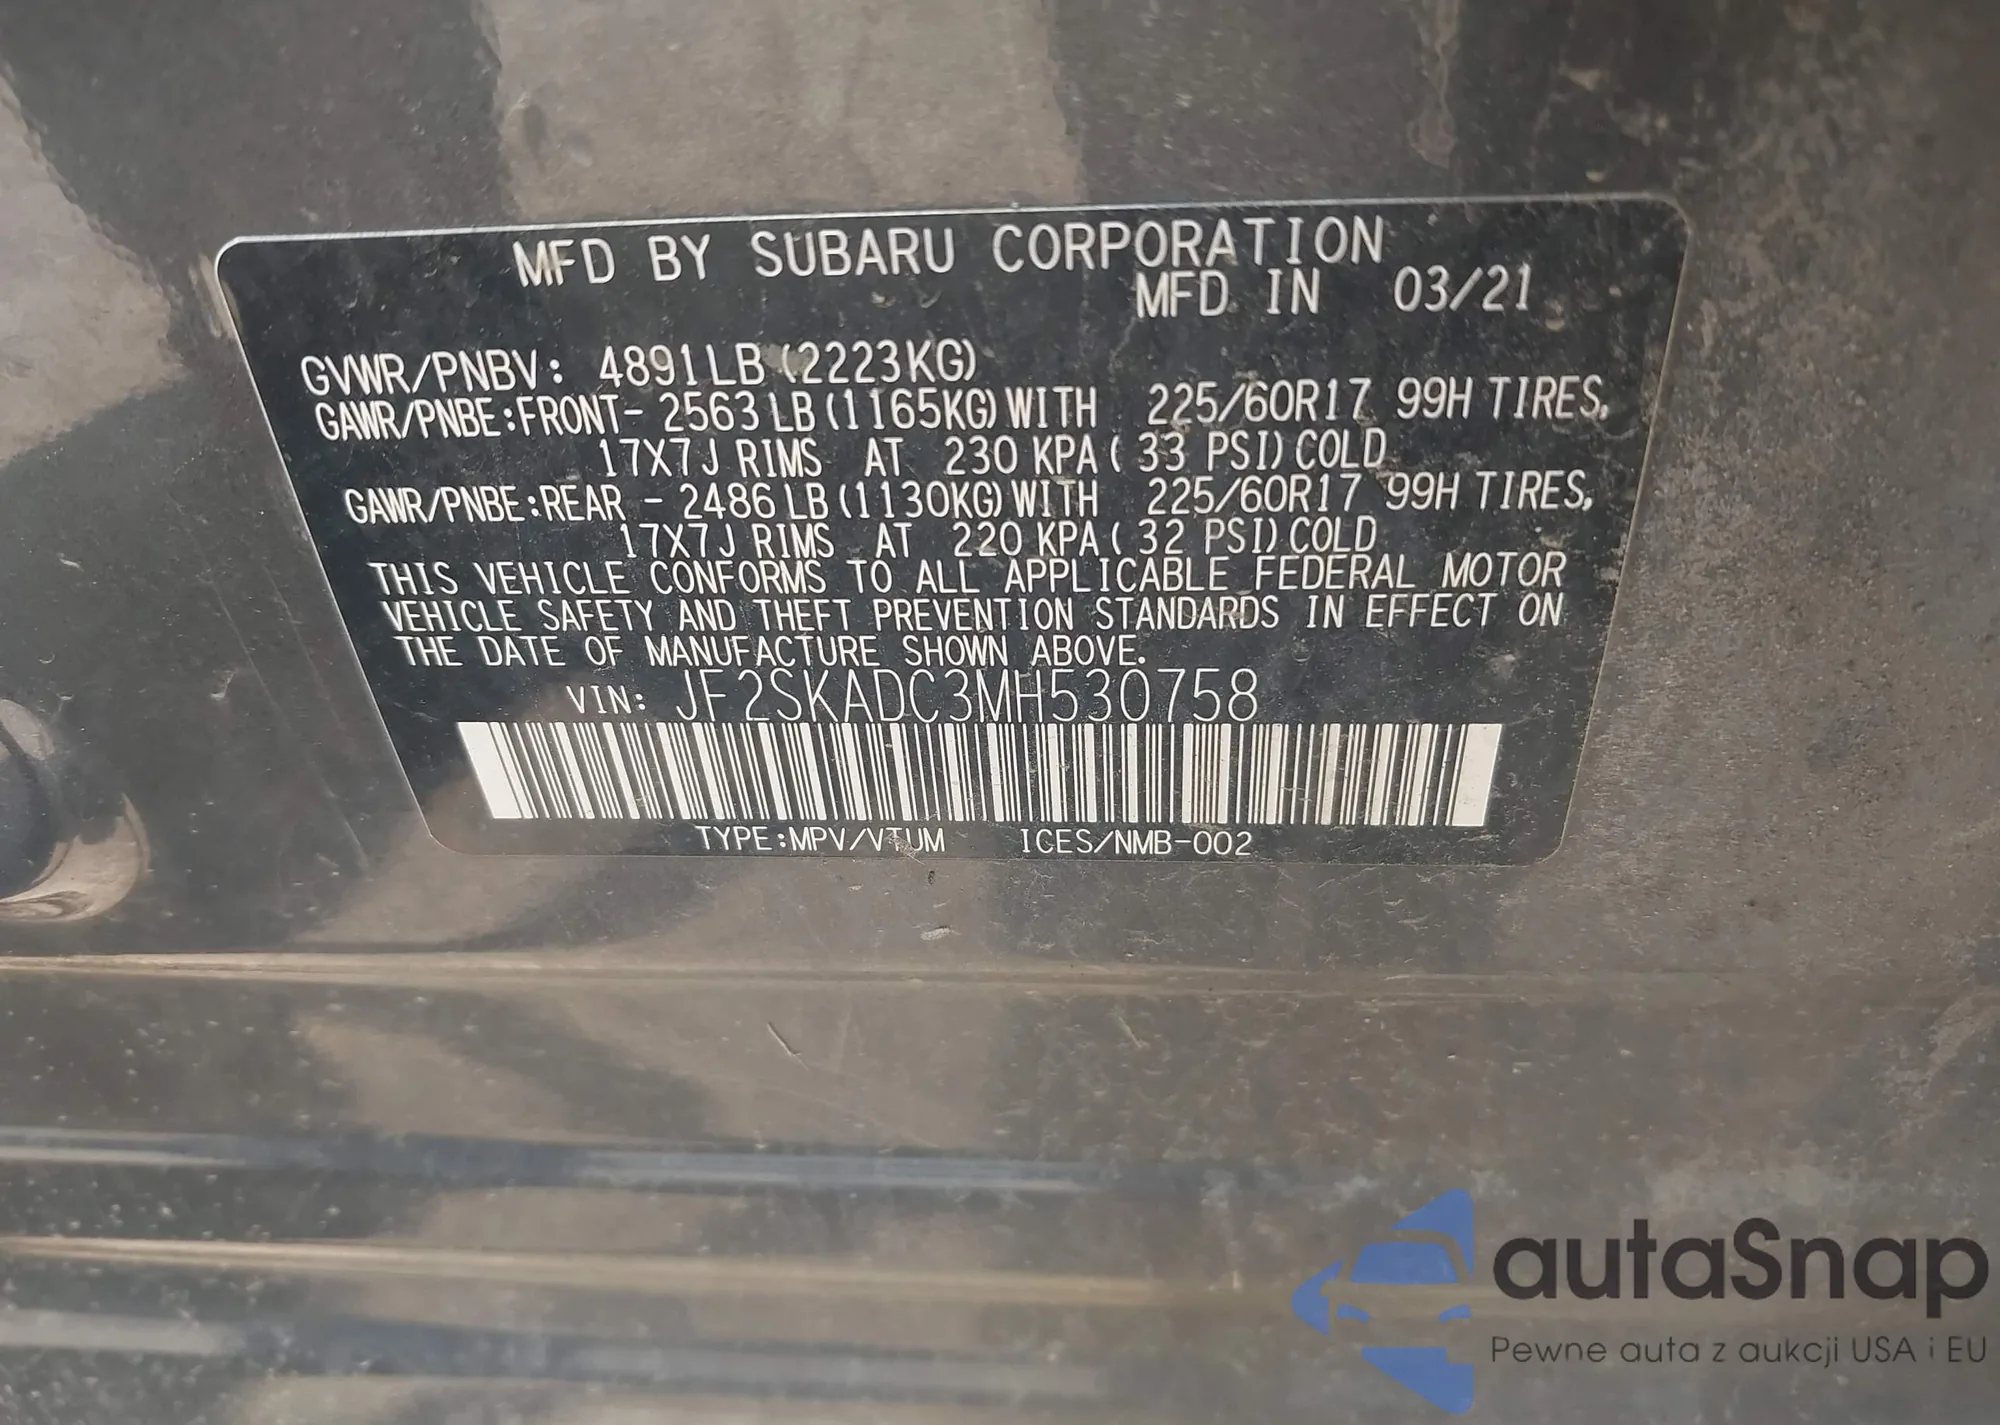 MFD BY SUBARU CORPORATION
MFD IN 03/21
GVWR/PNBV: 4891LB (2223KG)
GAWR/PNBE:FRONT- 2563LB(1165KG)WITH 225/60R17 99H TIRES,
17X7J RIMS AT 230 KPA( 33 PSI)COLD
GAWR/PNBE:REAR - 2486LB(1130KG)WITH 225/60R17 99H TIRES,
17X7J RIMS AT 220 KPA( 32 PSI)COLD
THIS VEHICLE CONFORMS TO ALL APPLICABLE FEDERAL MOTOR
VEHICLE SAFETY AND THEFT PREVENTION STANDARDS IN EFFECT ON
THE DATE OF MANUFACTURE SHOWN ABOVE.
VIN: JF2SKADC3MH530758
TYPE:MPV/VTUM ICES/NMB-002
autaSnap
Pewne auta z aukcji USA i EU